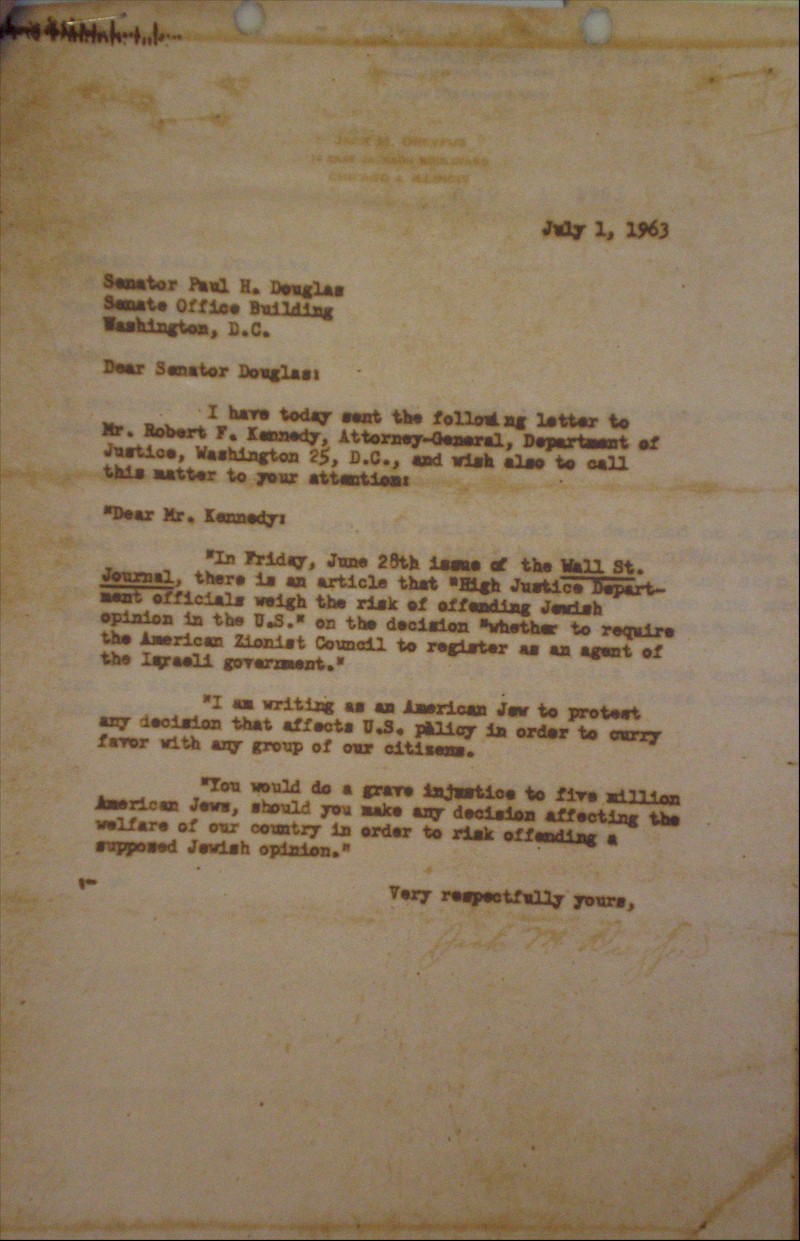 JACK M. DREYFUS
CHICAGO 4, ILLINOIS
July 1, 1963
Senator Paul H. Douglas
Senate Office Building
Washington, D.C.
Dear Senator Douglas:
I have today sent the following letter to
Mr. Robert F. Kennedy, Attorney-General, Department of
Justice, Washington 25, D.C., and wish also to call
this matter to your attention:
"Dear Mr. Kennedy:
"In Friday, June 28th issue of the Wall St.
Journal, there is an article that "High Justice Depart-
ment officials weigh the risk of offending Jewish
opinion in the U.S." on the decision "whether to require
the American Zionist Council to register as an agent of
the Israeli government."
"I am writing as an American Jew to protest
any decision that affects U.S. policy in order to curry
favor with any group of our citizens.
"You would do a grave injustice to five million
American Jews, should you make any decision affecting the
welfare of our country in order to risk offending a
supposed Jewish opinion."
Very respectfully yours,
Jack M. Dreyfus